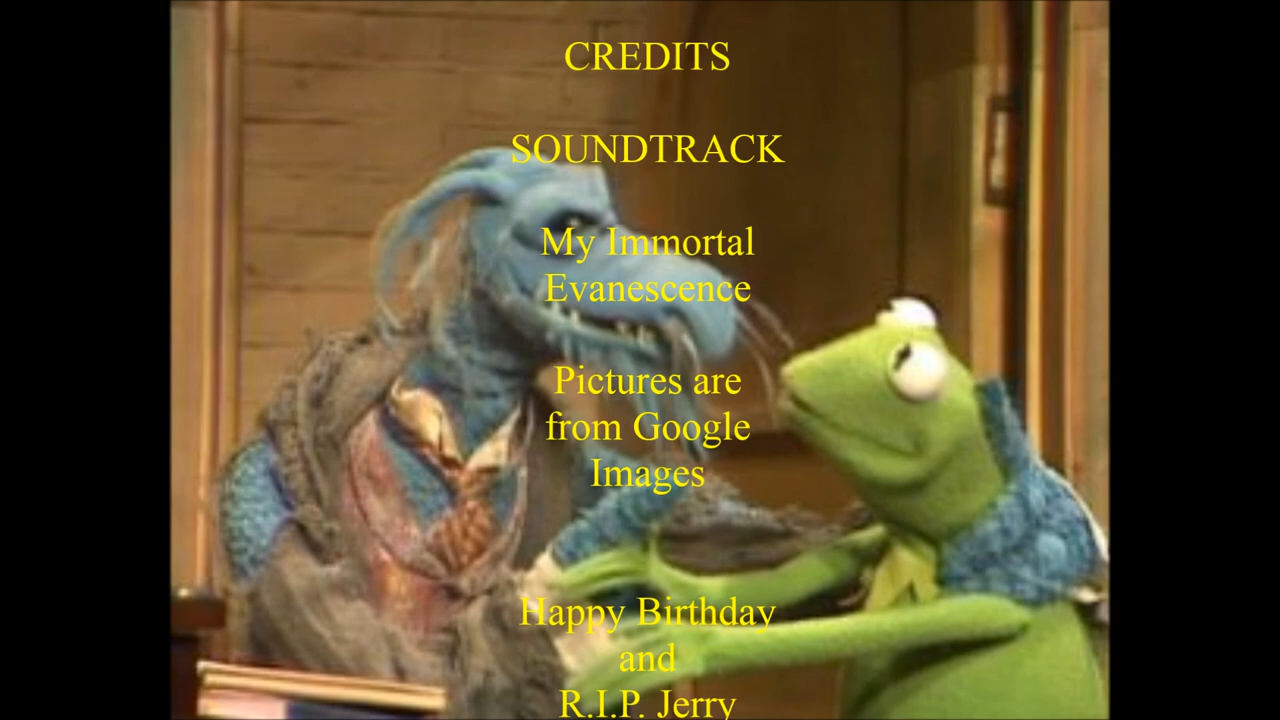 CREDITS
SOUNDTRACK
My Immortal
Evanescence
Pictures are
from Google
Images
Happy Birthday
and
R.I.P. Jerry